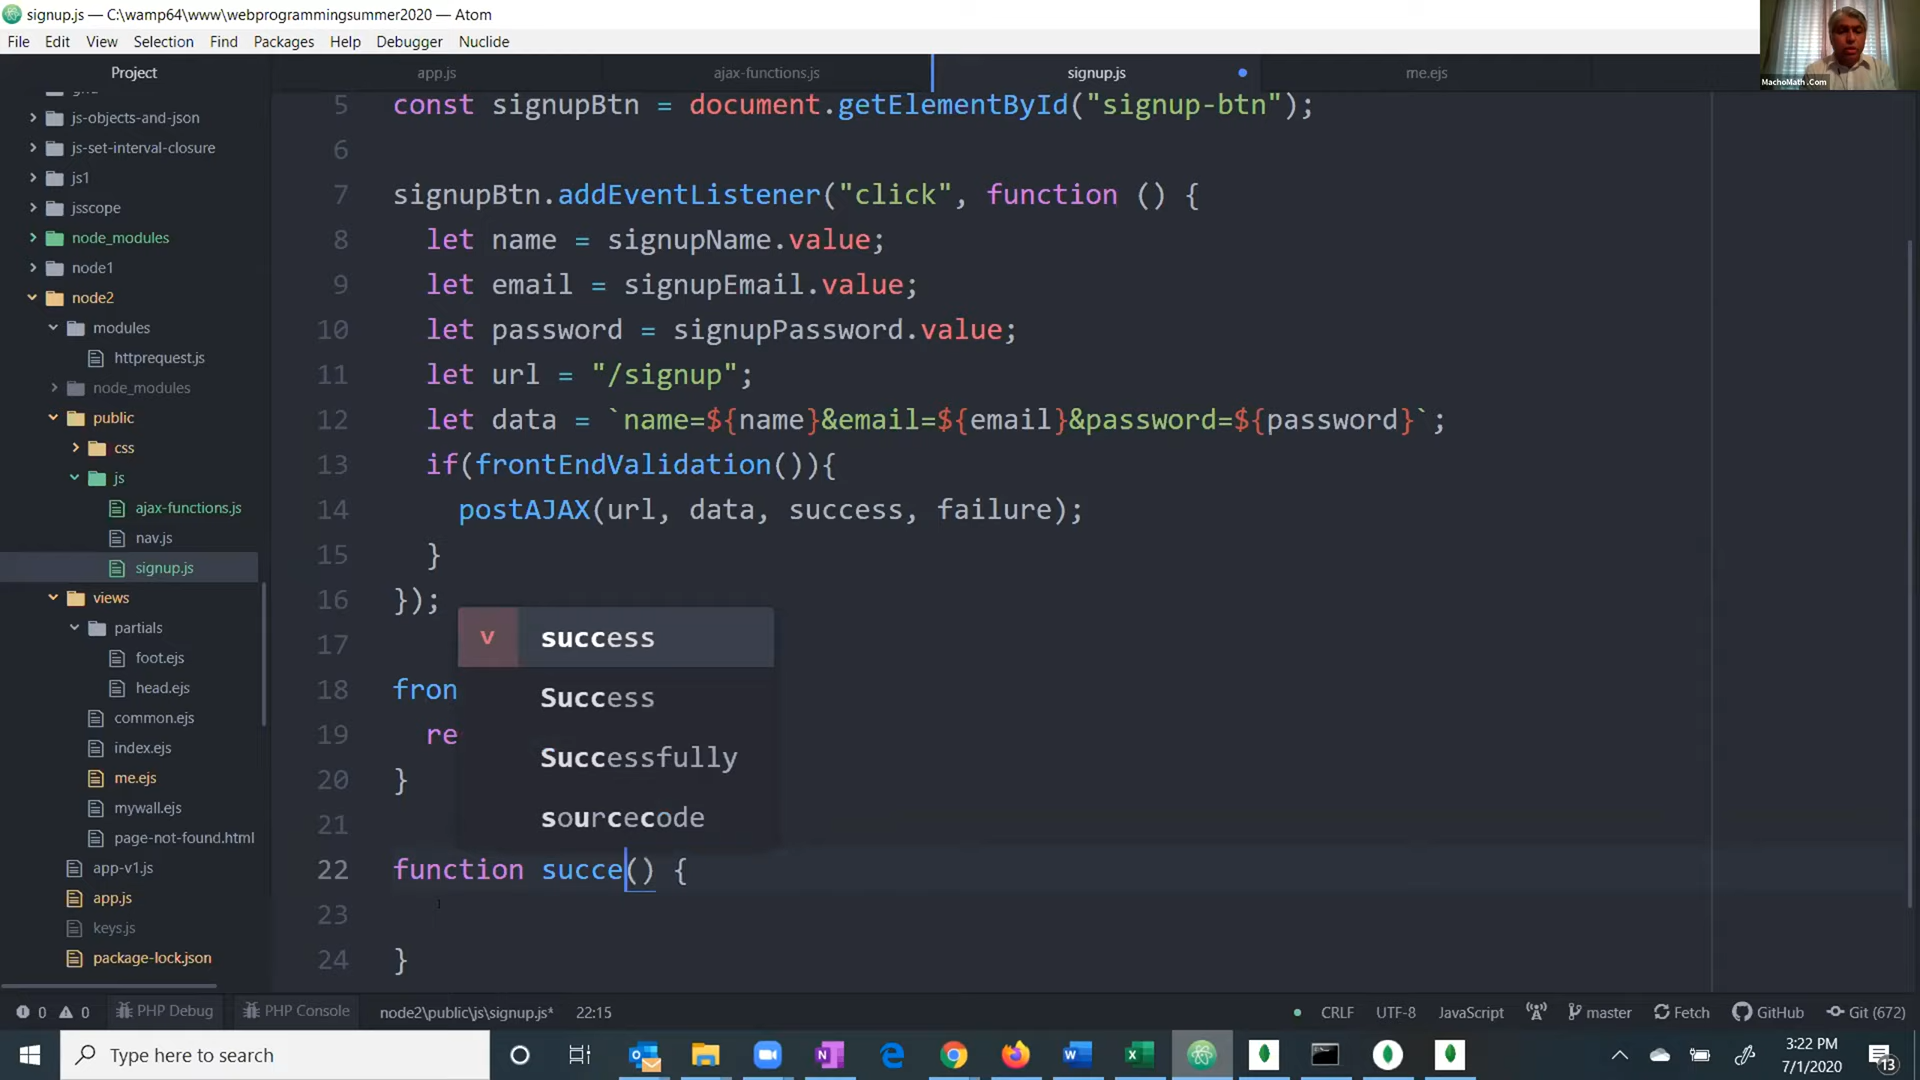 signup.js — C:\wamp64\www\webprogrammingsummer2020 — Atom
File Edit View Selection Find Packages Help Debugger Nuclide
MachoMath.Com
Project
app.js
ajax-functions.js
signup.js
me.ejs
js-objects-and-json
js-set-interval-closure
js1
jsscope
node_modules
node1
node2
modules
httprequest.js
node_modules
public
css
js
ajax-functions.js
nav.js
signup.js
views
partials
foot.ejs
head.ejs
common.ejs
index.ejs
me.ejs
mywall.ejs
page-not-found.html
app-v1.js
app.js
keys.js
package-lock.json
5 const signupBtn = document.getElementById("signup-btn");
6
7 signupBtn.addEventListener("click", function () {
8 let name = signupName.value;
9 let email = signupEmail.value;
10 let password = signupPassword.value;
11 let url = "/signup";
12 let data = `name=${name}&email=${email}&password=${password}`;
13 if(frontEndValidation()){
14 postAJAX(url, data, success, failure);
15 }
16 });
17
18 fron
19 re
20 }
21
22 function succe() {
23
24 }
v success
Success
Successfully
sourcecode
0 0 PHP Debug PHP Console node2\public\js\signup.js* 22:15 CRLF UTF-8 JavaScript master Fetch GitHub Git (672)
Type here to search
3:22 PM
7/1/2020
13